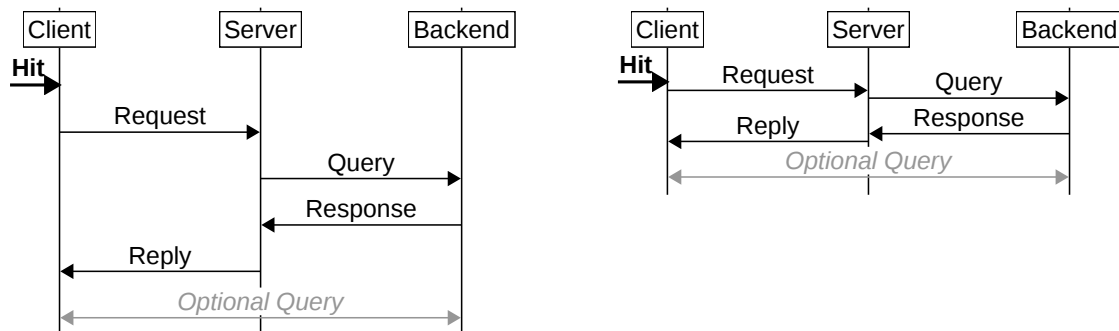 Client Server Backend
Hit
Request
Query
Response
Reply
Optional Query
Client Server Backend
Hit
Request
Query
Response
Reply
Optional Query